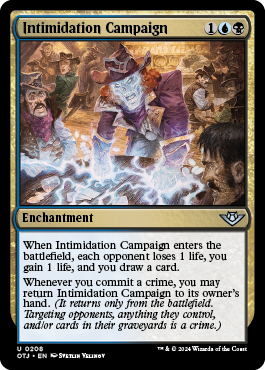 Intimidation Campaign 1
Enchantment
When Intimidation Campaign enters the
battlefield, each opponent loses 1 life, you
gain 1 life, and you draw a card.
Whenever you commit a crime, you may
return Intimidation Campaign to its owner's
hand. (It returns only from the battlefield.
Targeting opponents, anything they control,
and/or cards in their graveyards is a crime.)
U 0208
OTJ • EN Svetlin Velinov
™ & © 2024 Wizards of the Coast